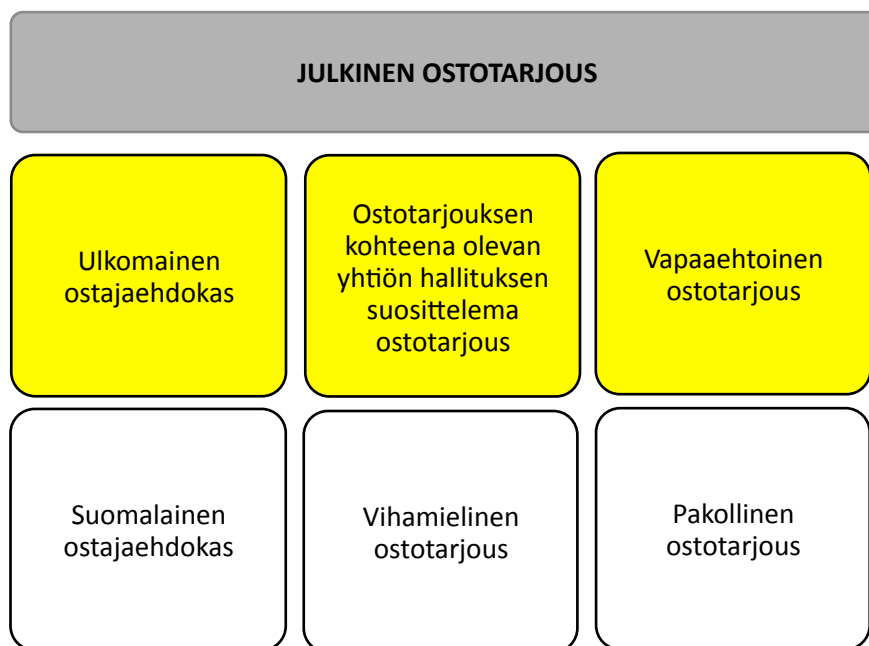 JULKINEN OSTOTARJOUS
Ulkomainen
ostajaehdokas
Ostotarjouksen
kohteena olevan
yhtiön hallituksen
suosittelema
ostotarjous
Vapaaehtoinen
ostotarjous
Suomalainen
ostajaehdokas
Vihamielinen
ostotarjous
Pakollinen
ostotarjous